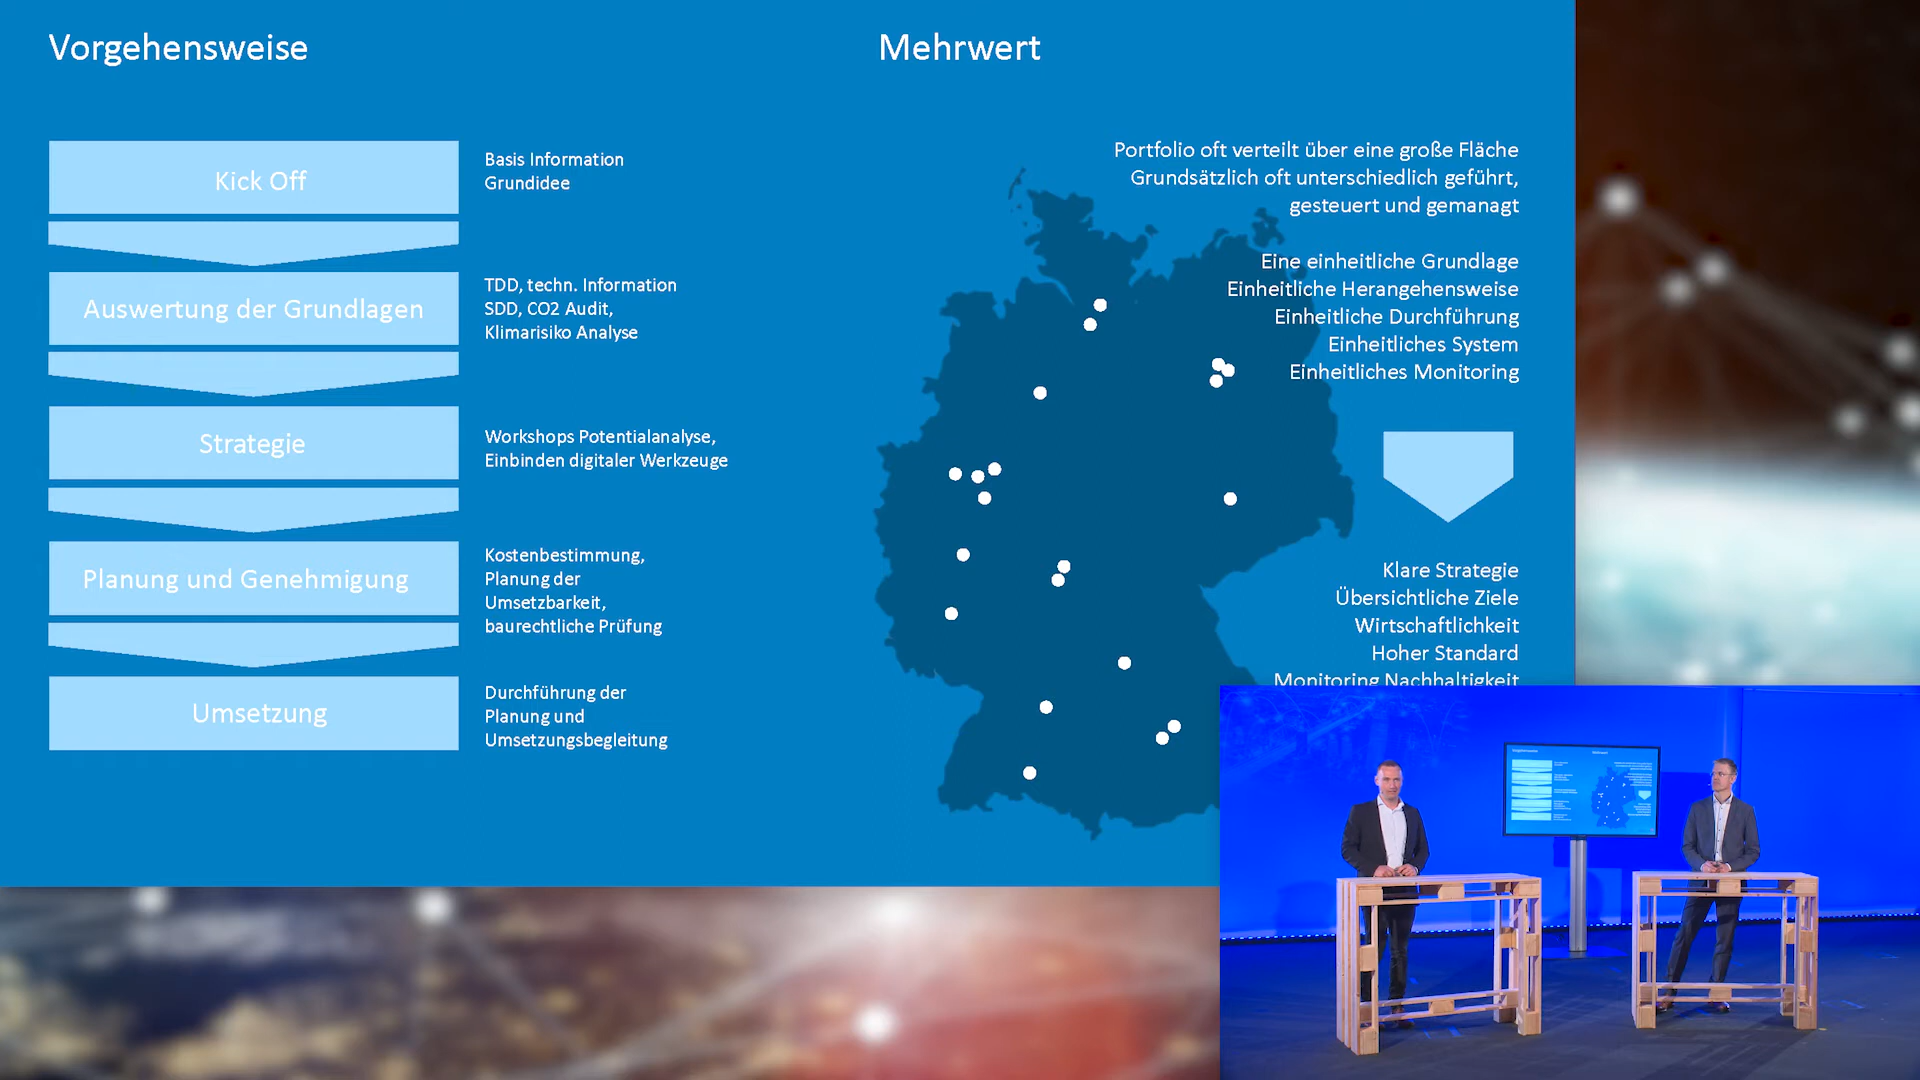 Vorgehensweise
Kick Off
Basis Information
Grundidee
Auswertung der Grundlagen
TDD, techn. Information
SDD, CO2 Audit,
Klimarisiko Analyse
Strategie
Workshops Potentialanalyse,
Einbinden digitaler Werkzeuge
Planung und Genehmigung
Kostenbestimmung,
Planung der
Umsetzbarkeit,
baurechtliche Prüfung
Umsetzung
Durchführung der
Planung und
Umsetzungsbegleitung
Mehrwert
Portfolio oft verteilt über eine große Fläche
Grundsätzlich oft unterschiedlich geführt,
gesteuert und gemanagt
Eine einheitliche Grundlage
Einheitliche Herangehensweise
Einheitliche Durchführung
Einheitliches System
Einheitliches Monitoring
Klare Strategie
Übersichtliche Ziele
Wirtschaftlichkeit
Hoher Standard
Monitoring Nachhaltigkeit